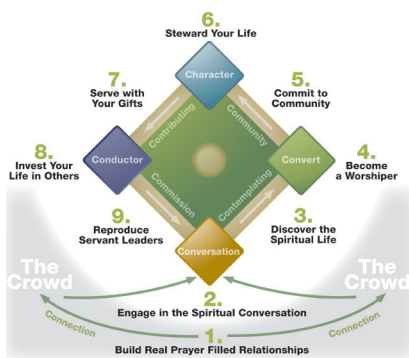 6.
Steward Your Life
Character
7.
Serve with
Your Gifts
5.
Commit to
Community
Contributing
Community
8.
Invest Your
Life in Others
Conductor
Convert
4.
Become
a Worshiper
Commission
Contemplating
9.
Reproduce
Servant Leaders
3.
Discover the
Spiritual Life
Conversation
The
Crowd
The
Crowd
2.
Engage in the Spiritual Conversation
Connection
Connection
1.
Build Real Prayer Filled Relationships